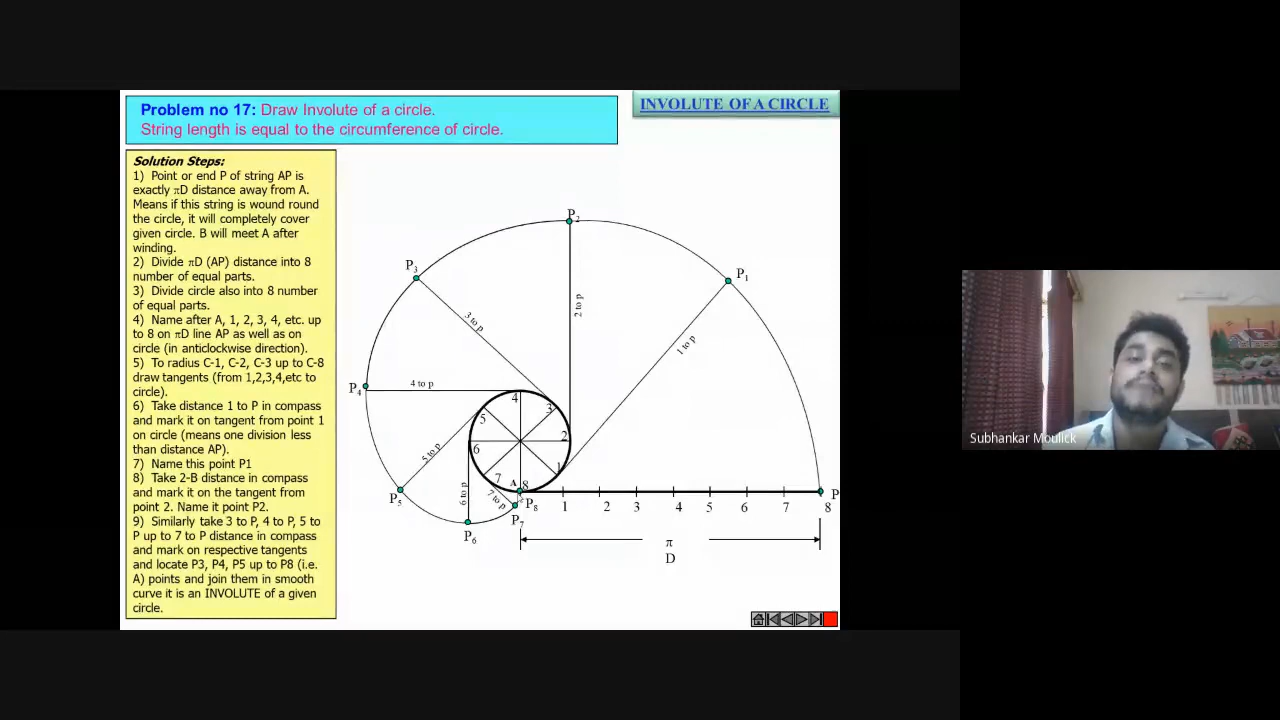 Problem no 17: Draw Involute of a circle.
String length is equal to the circumference of circle.
INVOLUTE OF A CIRCLE
Solution Steps:
1) Point or end P of string AP is
exactly πD distance away from A.
Means if this string is wound round
the circle, it will completely cover
given circle. B will meet A after
winding.
2) Divide πD (AP) distance into 8
number of equal parts.
3) Divide circle also into 8 number
of equal parts.
4) Name after A, 1, 2, 3, 4, etc. up
to 8 on πD line AP as well as on
circle (in anticlockwise direction).
5) To radius C-1, C-2, C-3 up to C-8
draw tangents (from 1,2,3,4,etc to
circle).
6) Take distance 1 to P in compass
and mark it on tangent from point 1
on circle (means one division less
than distance AP).
7) Name this point P1
8) Take 2-B distance in compass
and mark it on the tangent from
point 2. Name it point P2.
9) Similarly take 3 to P, 4 to P, 5 to
P up to 7 to P distance in compass
and mark on respective tangents
and locate P3, P4, P5 up to P8 (i.e.
A) points and join them in smooth
curve it is an INVOLUTE of a given
circle.
P2
P3
P1
2 to p
3 to p
1 to p
P4
4 to p
4
3
5
2
6
5 to p
1
7
A
8
6 to p
7 to p
P5
P8
P
P7
P6
1 2 3 4 5 6 7 8
π
D
Subhankar Moulick